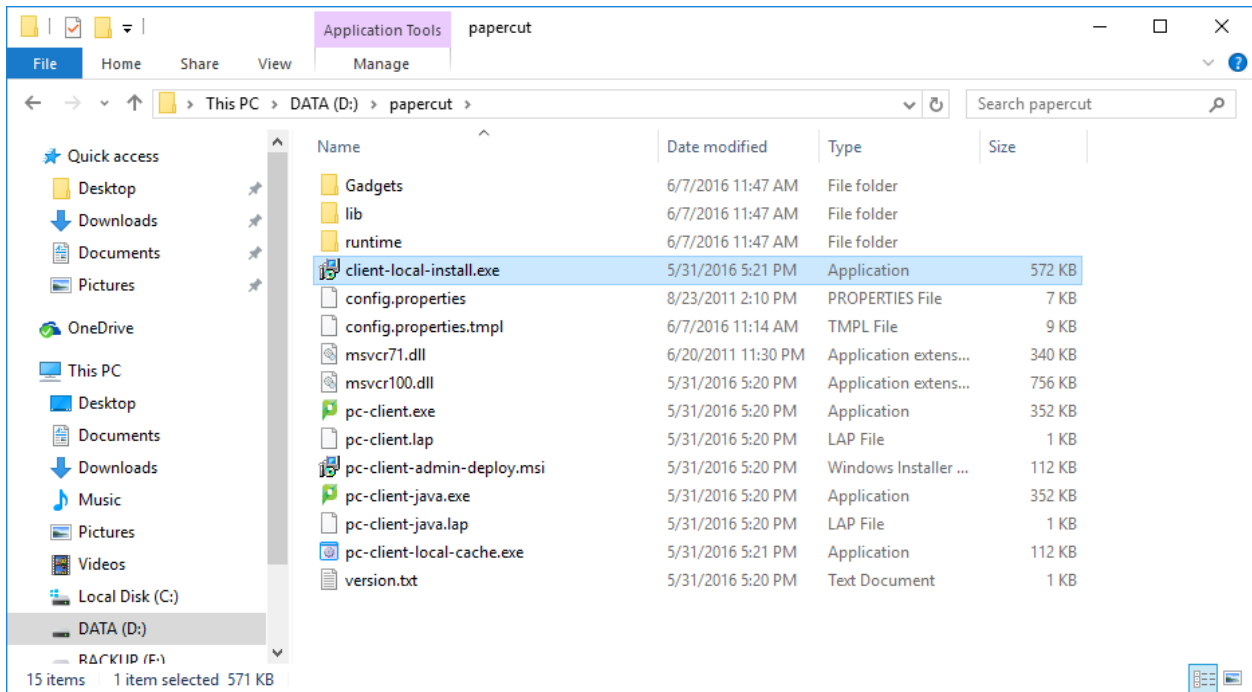 Application Tools papercut
File Home Share View Manage
This PC > DATA (D:) > papercut > Search papercut
Name Date modified Type Size
Quick access
Desktop
Downloads
Documents
Pictures
OneDrive
This PC
Desktop
Documents
Downloads
Music
Pictures
Videos
Local Disk (C:)
DATA (D:)
BACKUP (F:)
Gadgets 6/7/2016 11:47 AM File folder
lib 6/7/2016 11:47 AM File folder
runtime 6/7/2016 11:47 AM File folder
client-local-install.exe 5/31/2016 5:21 PM Application 572 KB
config.properties 8/23/2011 2:10 PM PROPERTIES File 7 KB
config.properties.tmpl 6/7/2016 11:14 AM TMPL File 9 KB
msvcr71.dll 6/20/2011 11:30 PM Application extens... 340 KB
msvcr100.dll 5/31/2016 5:20 PM Application extens... 756 KB
pc-client.exe 5/31/2016 5:20 PM Application 352 KB
pc-client.lap 5/31/2016 5:20 PM LAP File 1 KB
pc-client-admin-deploy.msi 5/31/2016 5:20 PM Windows Installer ... 112 KB
pc-client-java.exe 5/31/2016 5:20 PM Application 352 KB
pc-client-java.lap 5/31/2016 5:20 PM LAP File 1 KB
pc-client-local-cache.exe 5/31/2016 5:21 PM Application 112 KB
version.txt 5/31/2016 5:20 PM Text Document 1 KB
15 items 1 item selected 571 KB